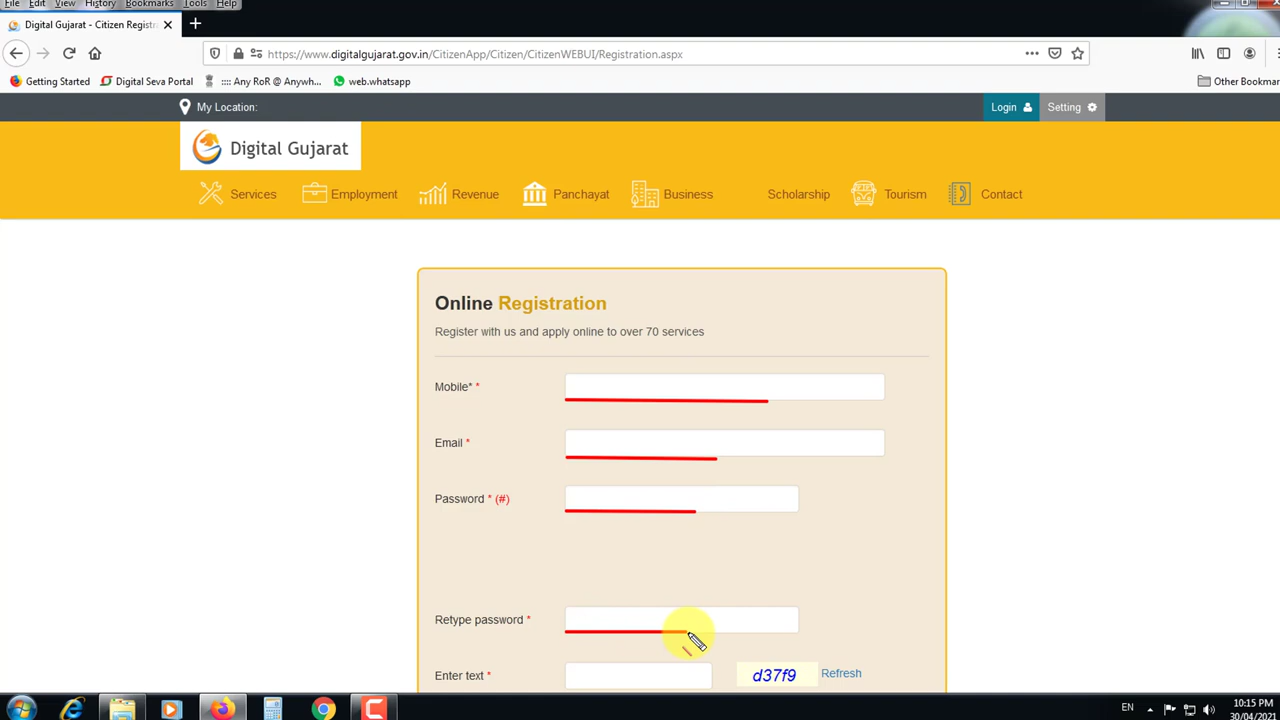 File Edit View History Bookmarks Tools Help
Digital Gujarat - Citizen Registr
https://www.digitalgujarat.gov.in/CitizenApp/Citizen/CitizenWEBUI/Registration.aspx
Getting Started Digital Seva Portal :::: Any RoR @ Anywh... web.whatsapp Other Bookmar
My Location: Login Setting
Digital Gujarat
Services Employment Revenue Panchayat Business Scholarship Tourism Contact
Online Registration
Register with us and apply online to over 70 services
Mobile* *
Email *
Password * (#)
Retype password *
Enter text * d37f9 Refresh
EN 10:15 PM
30/04/2021